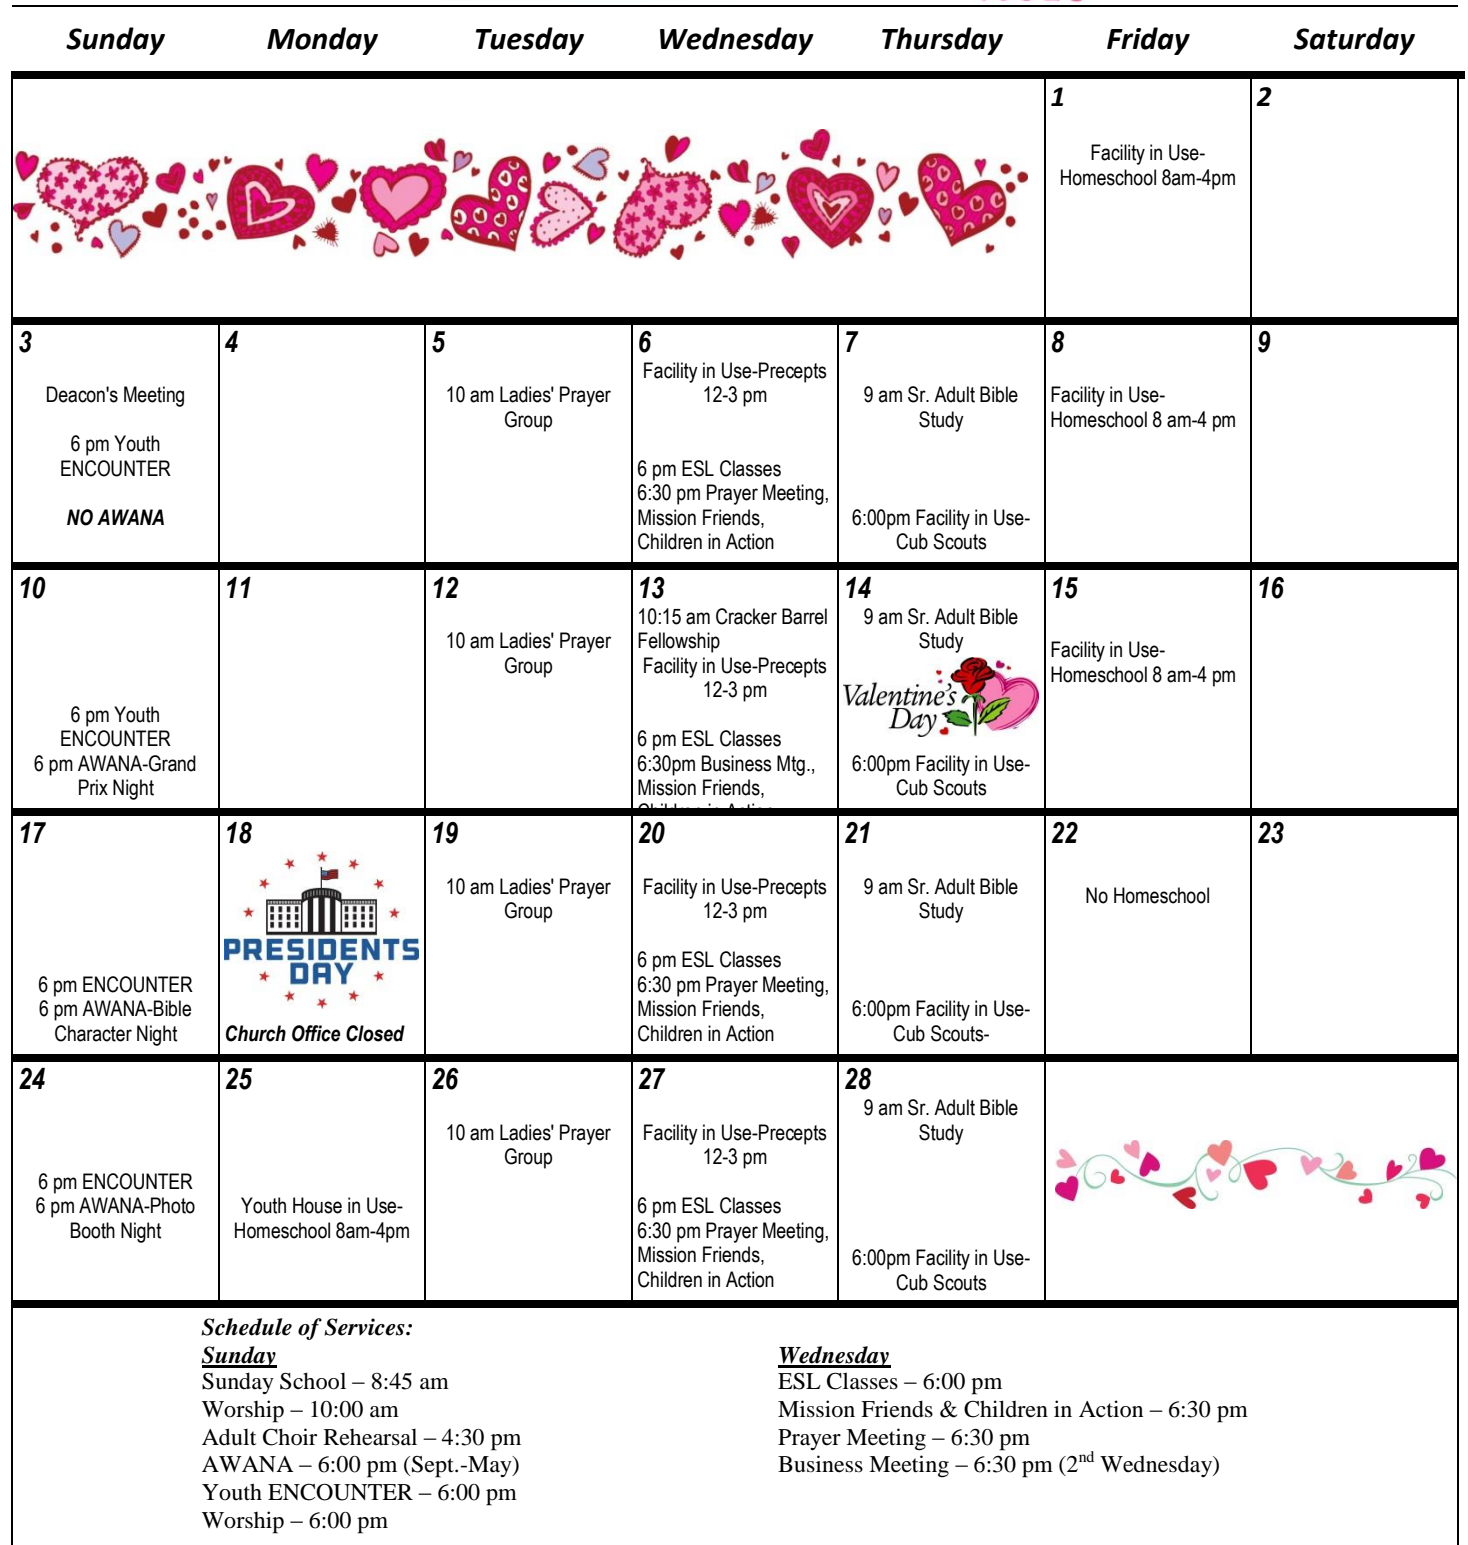 Sunday Monday Tuesday Wednesday Thursday Friday Saturday
1
Facility in Use-
Homeschool 8am-4pm
2
3
Deacon's Meeting
6 pm Youth
ENCOUNTER
NO AWANA
4
5
10 am Ladies' Prayer
Group
6
Facility in Use-Precepts
12-3 pm
6 pm ESL Classes
6:30 pm Prayer Meeting,
Mission Friends,
Children in Action
7
9 am Sr. Adult Bible
Study
6:00pm Facility in Use-
Cub Scouts
8
Facility in Use-
Homeschool 8 am-4 pm
9
10
6 pm Youth
ENCOUNTER
6 pm AWANA-Grand
Prix Night
11
12
10 am Ladies' Prayer
Group
13
10:15 am Cracker Barrel
Fellowship
Facility in Use-Precepts
12-3 pm
6 pm ESL Classes
6:30pm Business Mtg.,
Mission Friends,
Children in Action
14
9 am Sr. Adult Bible
Study
Valentine's
Day
6:00pm Facility in Use-
Cub Scouts
15
Facility in Use-
Homeschool 8 am-4 pm
16
17
6 pm ENCOUNTER
6 pm AWANA-Bible
Character Night
18
PRESIDENTS
DAY
Church Office Closed
19
10 am Ladies' Prayer
Group
20
Facility in Use-Precepts
12-3 pm
6 pm ESL Classes
6:30 pm Prayer Meeting,
Mission Friends,
Children in Action
21
9 am Sr. Adult Bible
Study
6:00pm Facility in Use-
Cub Scouts-
22
No Homeschool
23
24
6 pm ENCOUNTER
6 pm AWANA-Photo
Booth Night
25
Youth House in Use-
Homeschool 8am-4pm
26
10 am Ladies' Prayer
Group
27
Facility in Use-Precepts
12-3 pm
6 pm ESL Classes
6:30 pm Prayer Meeting,
Mission Friends,
Children in Action
28
9 am Sr. Adult Bible
Study
6:00pm Facility in Use-
Cub Scouts
Schedule of Services:
Sunday
Sunday School – 8:45 am
Worship – 10:00 am
Adult Choir Rehearsal – 4:30 pm
AWANA – 6:00 pm (Sept.-May)
Youth ENCOUNTER – 6:00 pm
Worship – 6:00 pm
Wednesday
ESL Classes – 6:00 pm
Mission Friends & Children in Action – 6:30 pm
Prayer Meeting – 6:30 pm
Business Meeting – 6:30 pm (2nd Wednesday)